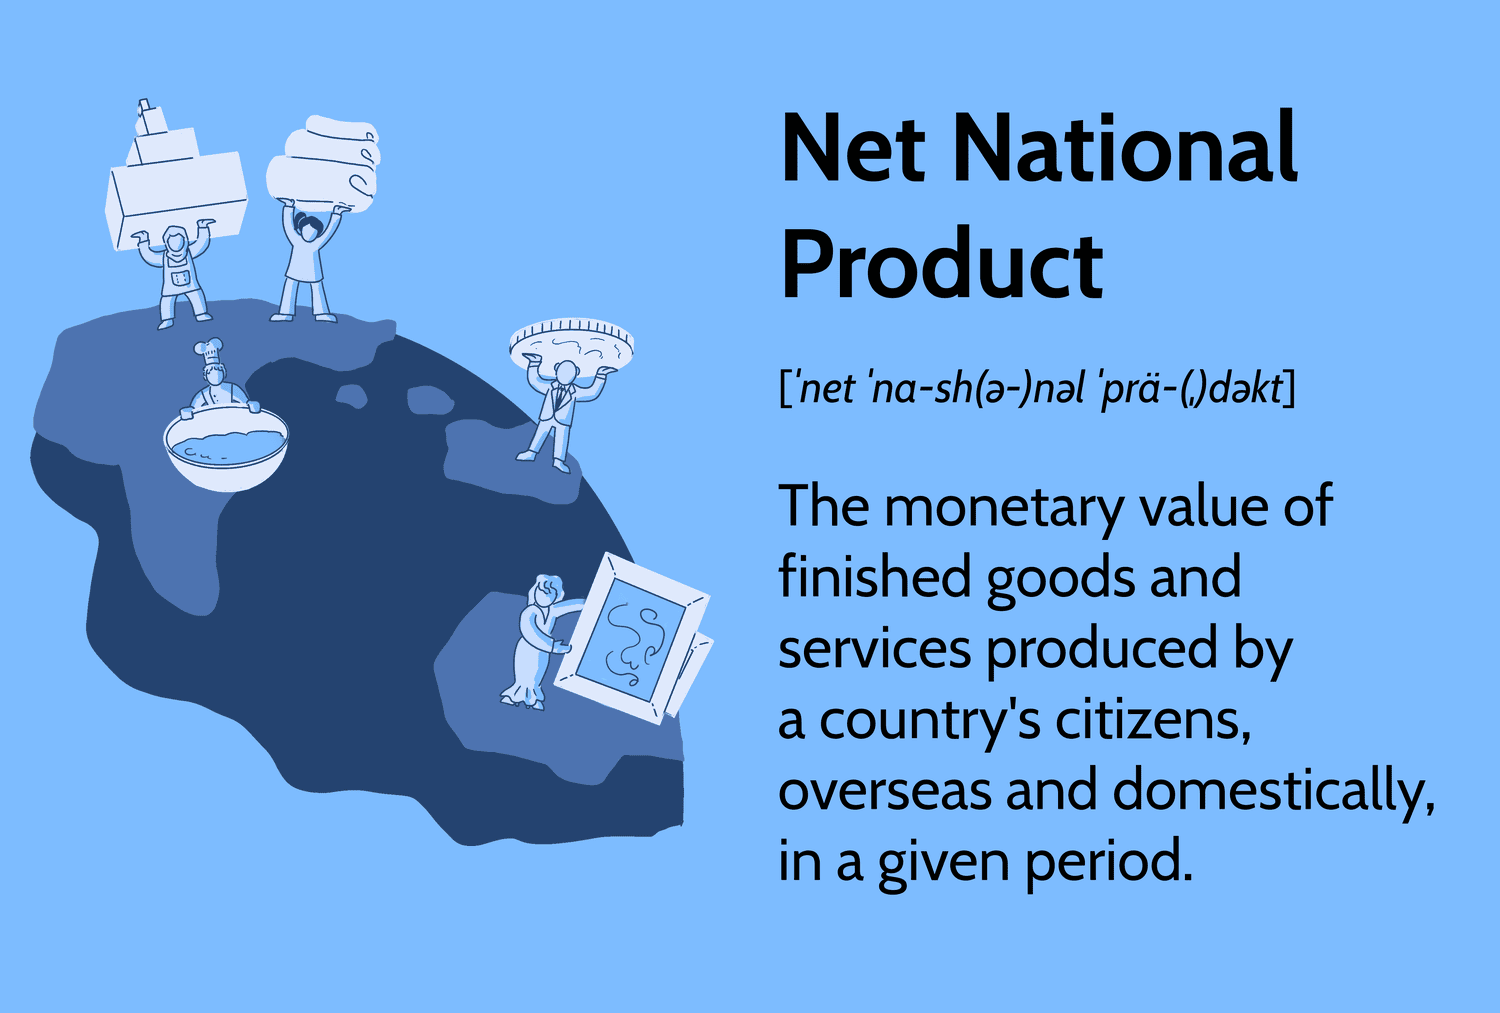 Net National
Product
[ˈnet ˈna-sh(ə-)nəl ˈprä-(ˌ)dəkt]
The monetary value of
finished goods and
services produced by
a country's citizens,
overseas and domestically,
in a given period.